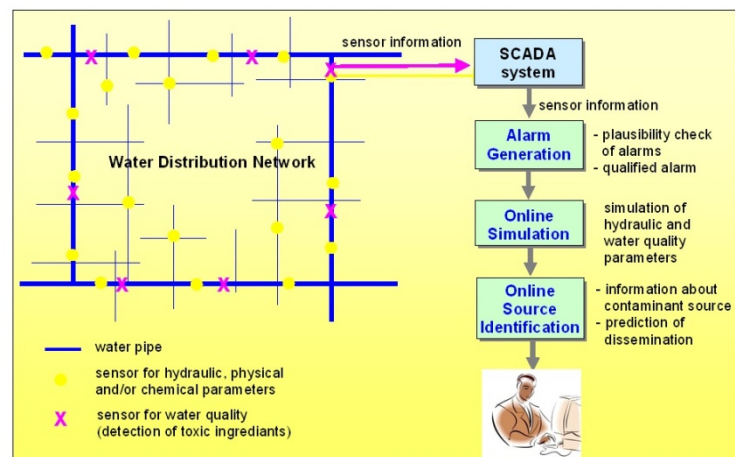 sensor information
SCADA
system
sensor information
Alarm
Generation
- plausibility check
of alarms
- qualified alarm
Water Distribution Network
Online
Simulation
simulation of
hydraulic and
water quality
parameters
Online
Source
Identification
- information about
contaminant source
- prediction of
dissemination
water pipe
sensor for hydraulic, physical
and/or chemical parameters
X sensor for water quality
(detection of toxic ingrediants)